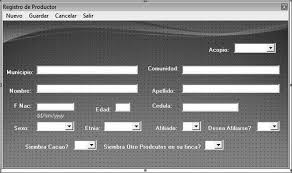 Registro de Productor
Nuevo Guardar Cancelar Salir
Acopio:
Municipio: Comunidad:
Nombre: Apellido:
F Nac: Edad: Cedula:
dd/mm/yyyy
Sexo: Etnia: Afiliado: Desea Afiliarse?
Siembra Cacao? Siembra Otro Prodcutos en su finca?